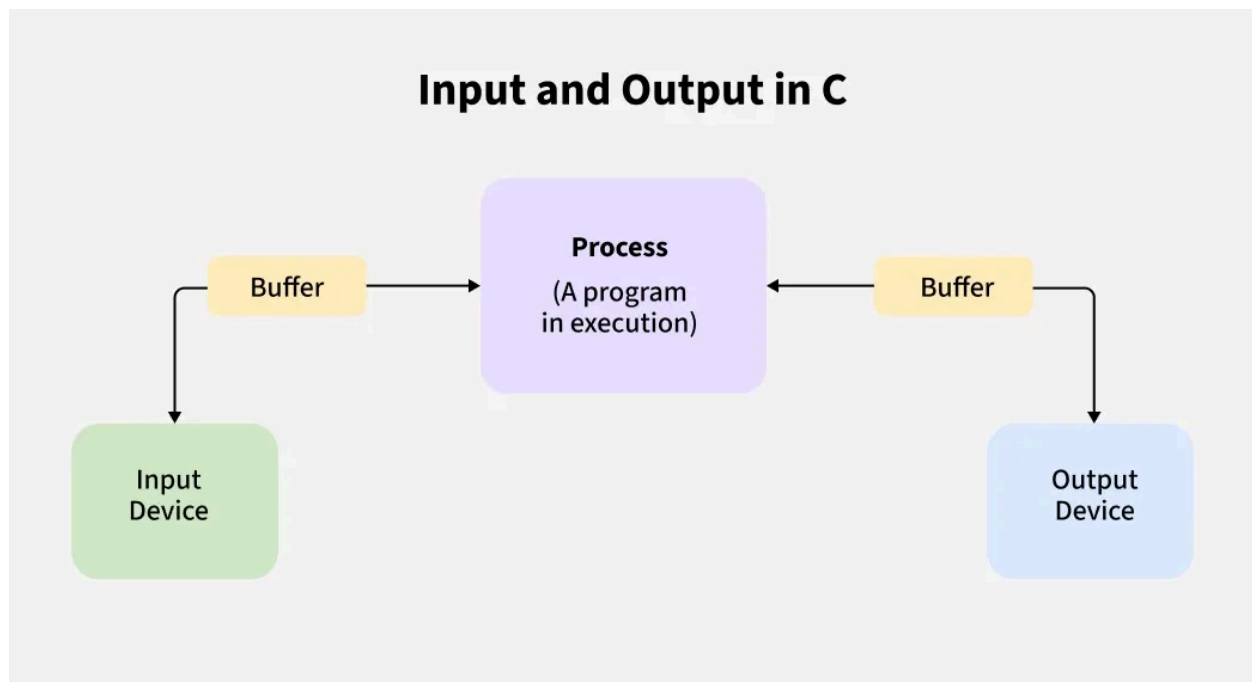 Input and Output in C
Process
(A program
in execution)
Buffer
Buffer
Input
Device
Output
Device